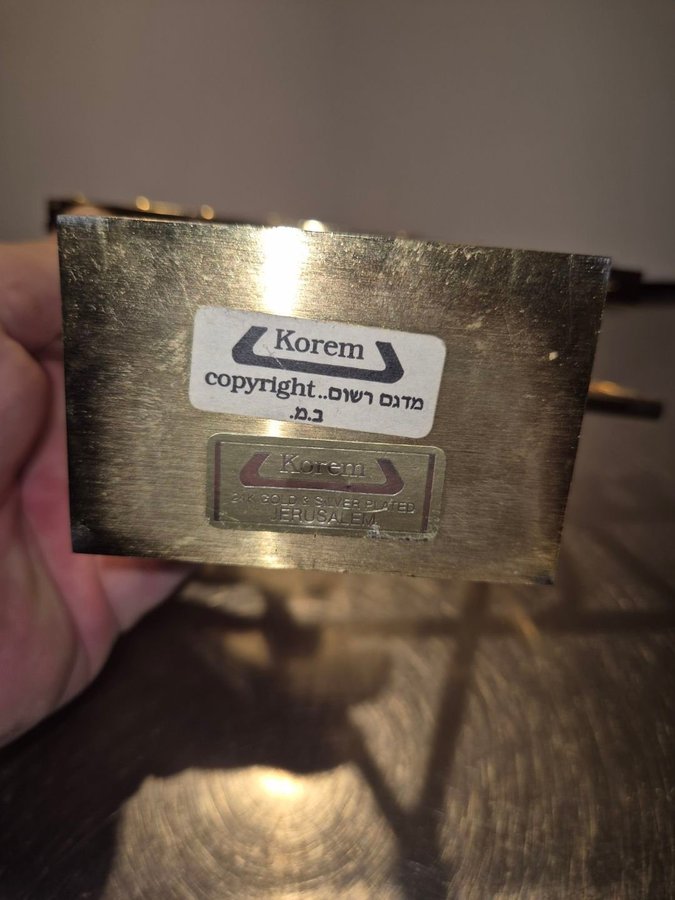 Korem
copyright..מדגם רשום
ב.מ.
Korem
24K GOLD & SILVER PLATED
JERUSALEM